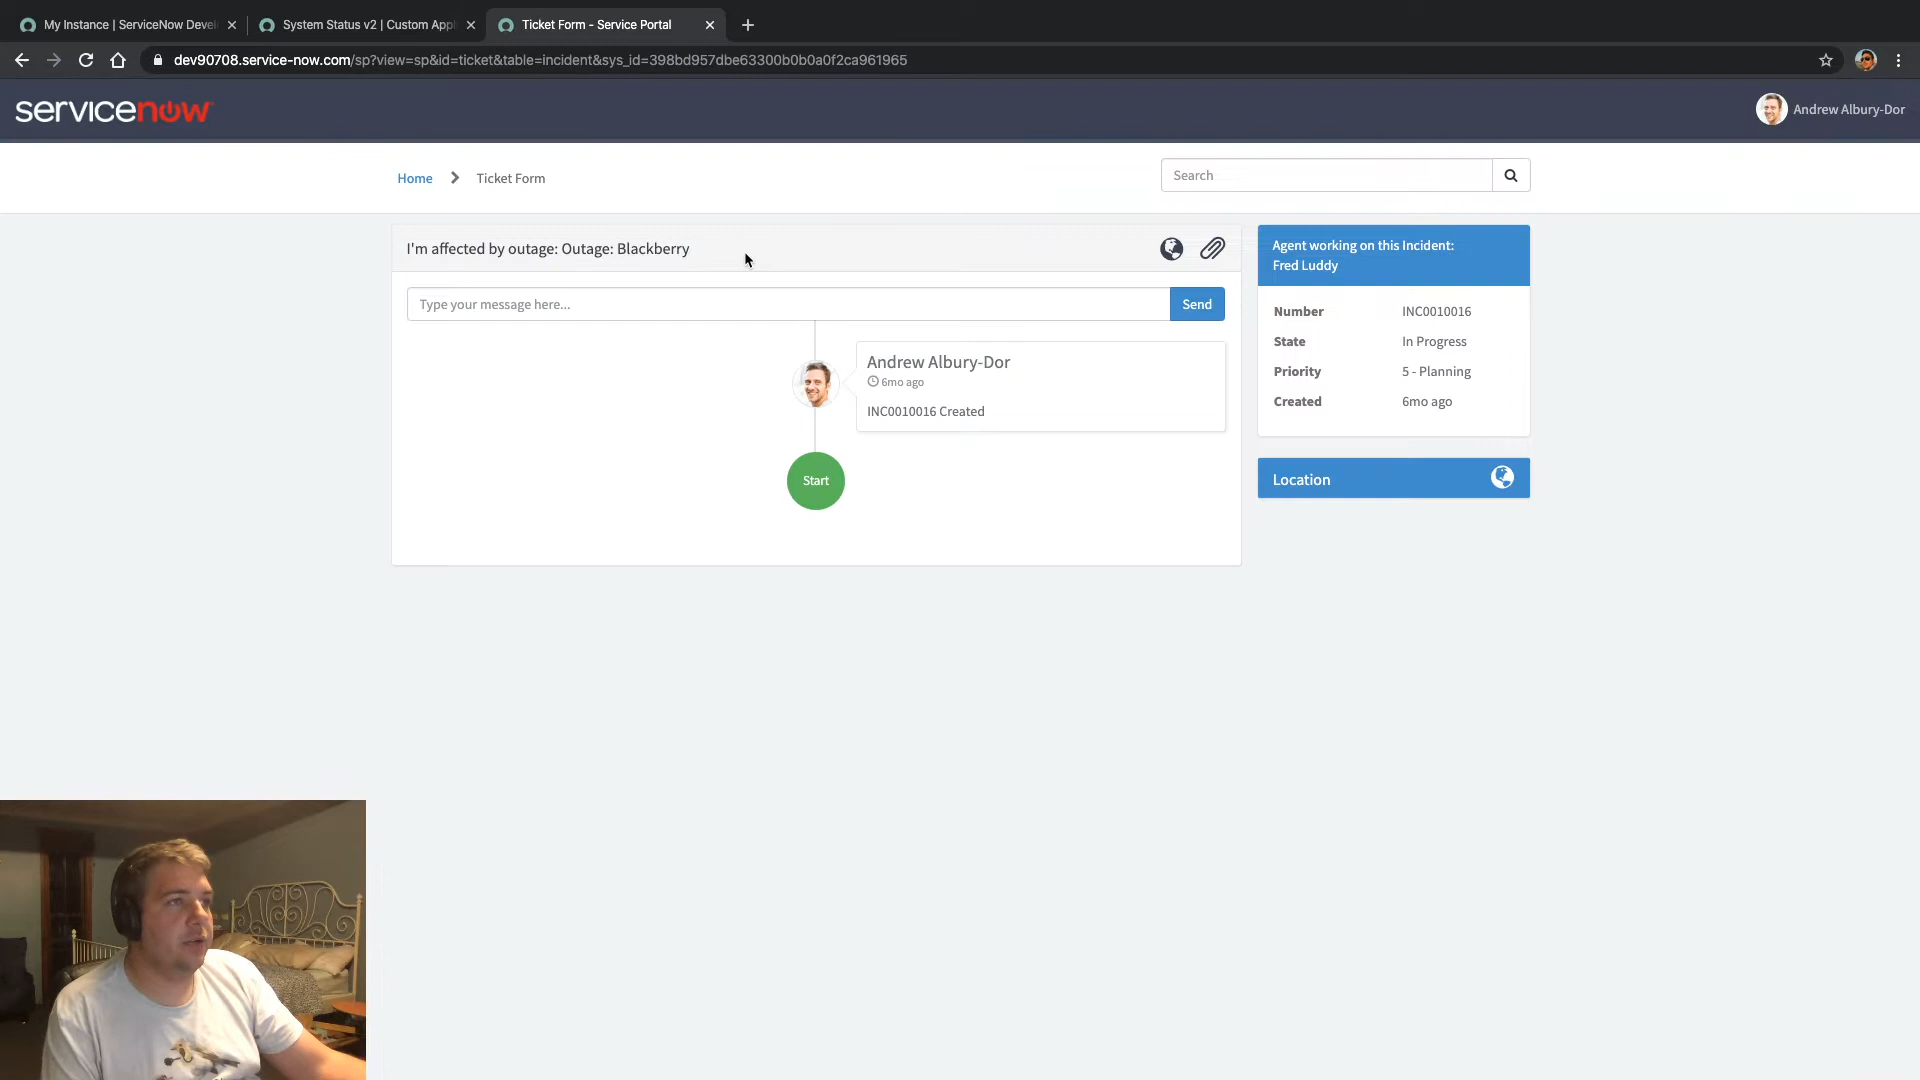 My Instance | ServiceNow Devel
System Status v2 | Custom Appl
Ticket Form - Service Portal
dev90708.service-now.com/sp?view=sp&id=ticket&table=incident&sys_id=398bd957dbe63300b0b0a0f2ca961965
servicenow
Andrew Albury-Dor
Home
Ticket Form
Search
I'm affected by outage: Outage: Blackberry
Type your message here...
Send
Andrew Albury-Dor
6mo ago
INC0010016 Created
Start
Agent working on this Incident:
Fred Luddy
Number INC0010016
State In Progress
Priority 5 - Planning
Created 6mo ago
Location